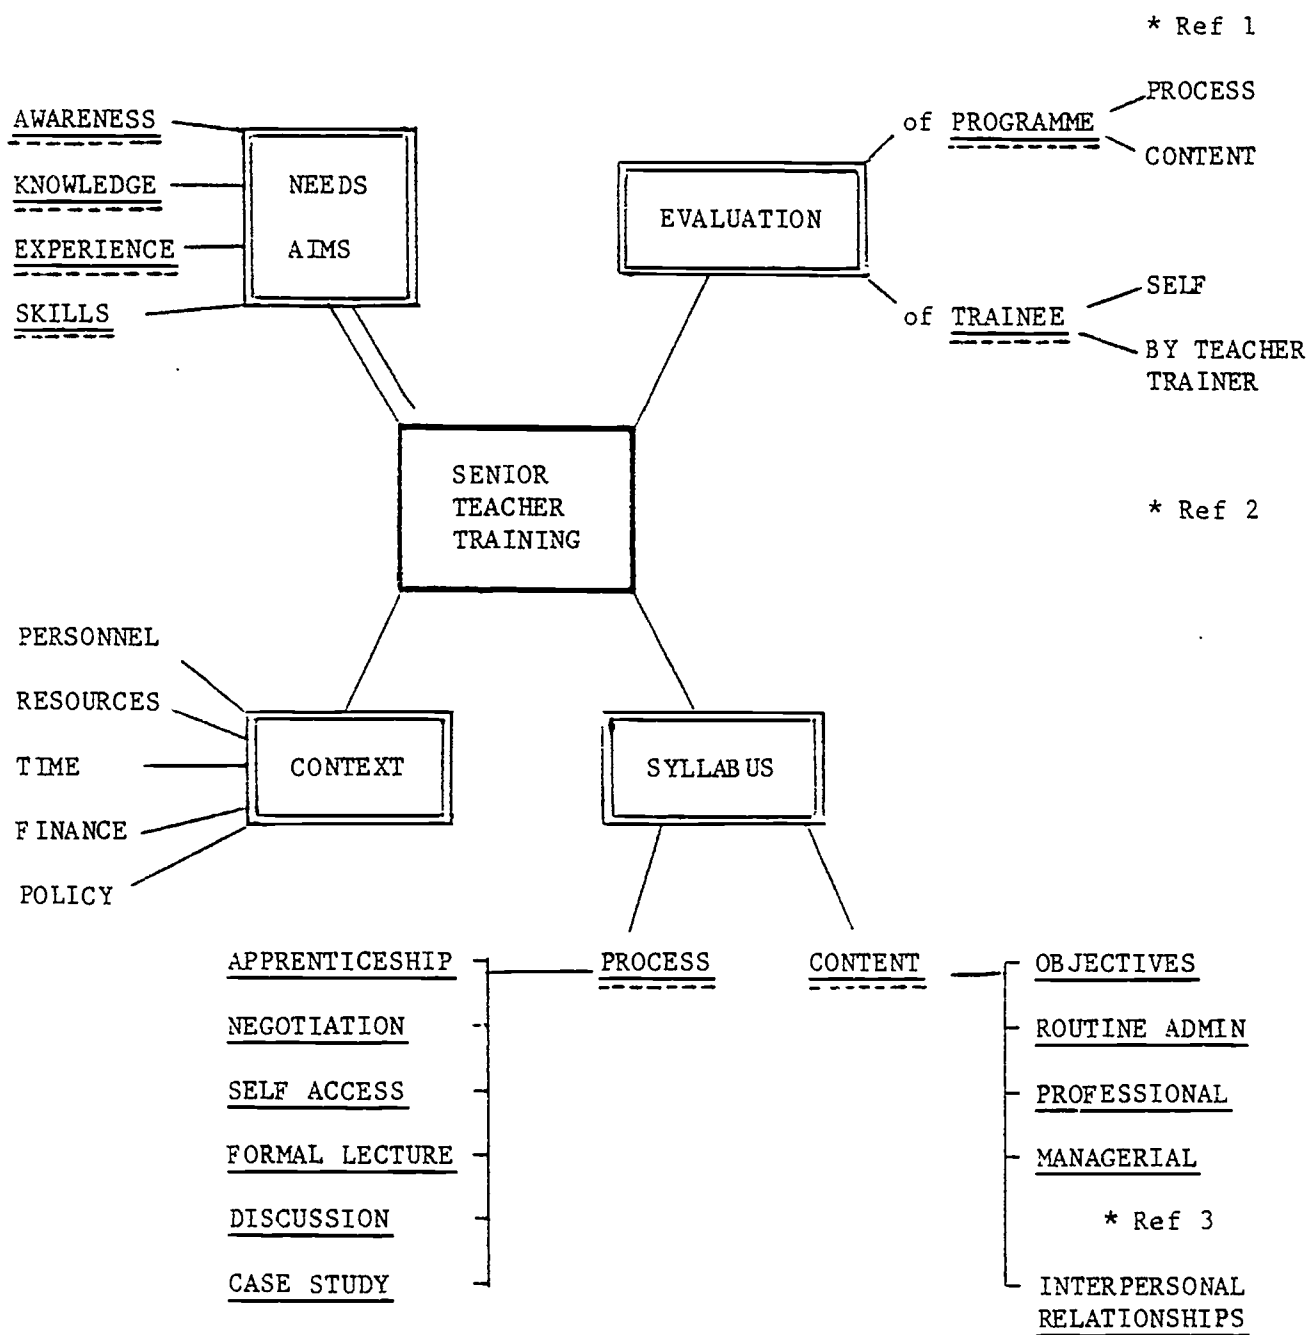 * Ref 1
AWARENESS
KNOWLEDGE
EXPERIENCE
SKILLS
NEEDS
AIMS
EVALUATION
of PROGRAMME
PROCESS
CONTENT
of TRAINEE
SELF
BY TEACHER
TRAINER
SENIOR
TEACHER
TRAINING
* Ref 2
PERSONNEL
RESOURCES
TIME
FINANCE
POLICY
CONTEXT
SYLLABUS
PROCESS
APPRENTICESHIP
NEGOTIATION
SELF ACCESS
FORMAL LECTURE
DISCUSSION
CASE STUDY
CONTENT
OBJECTIVES
ROUTINE ADMIN
PROFESSIONAL
MANAGERIAL
* Ref 3
INTERPERSONAL
RELATIONSHIPS